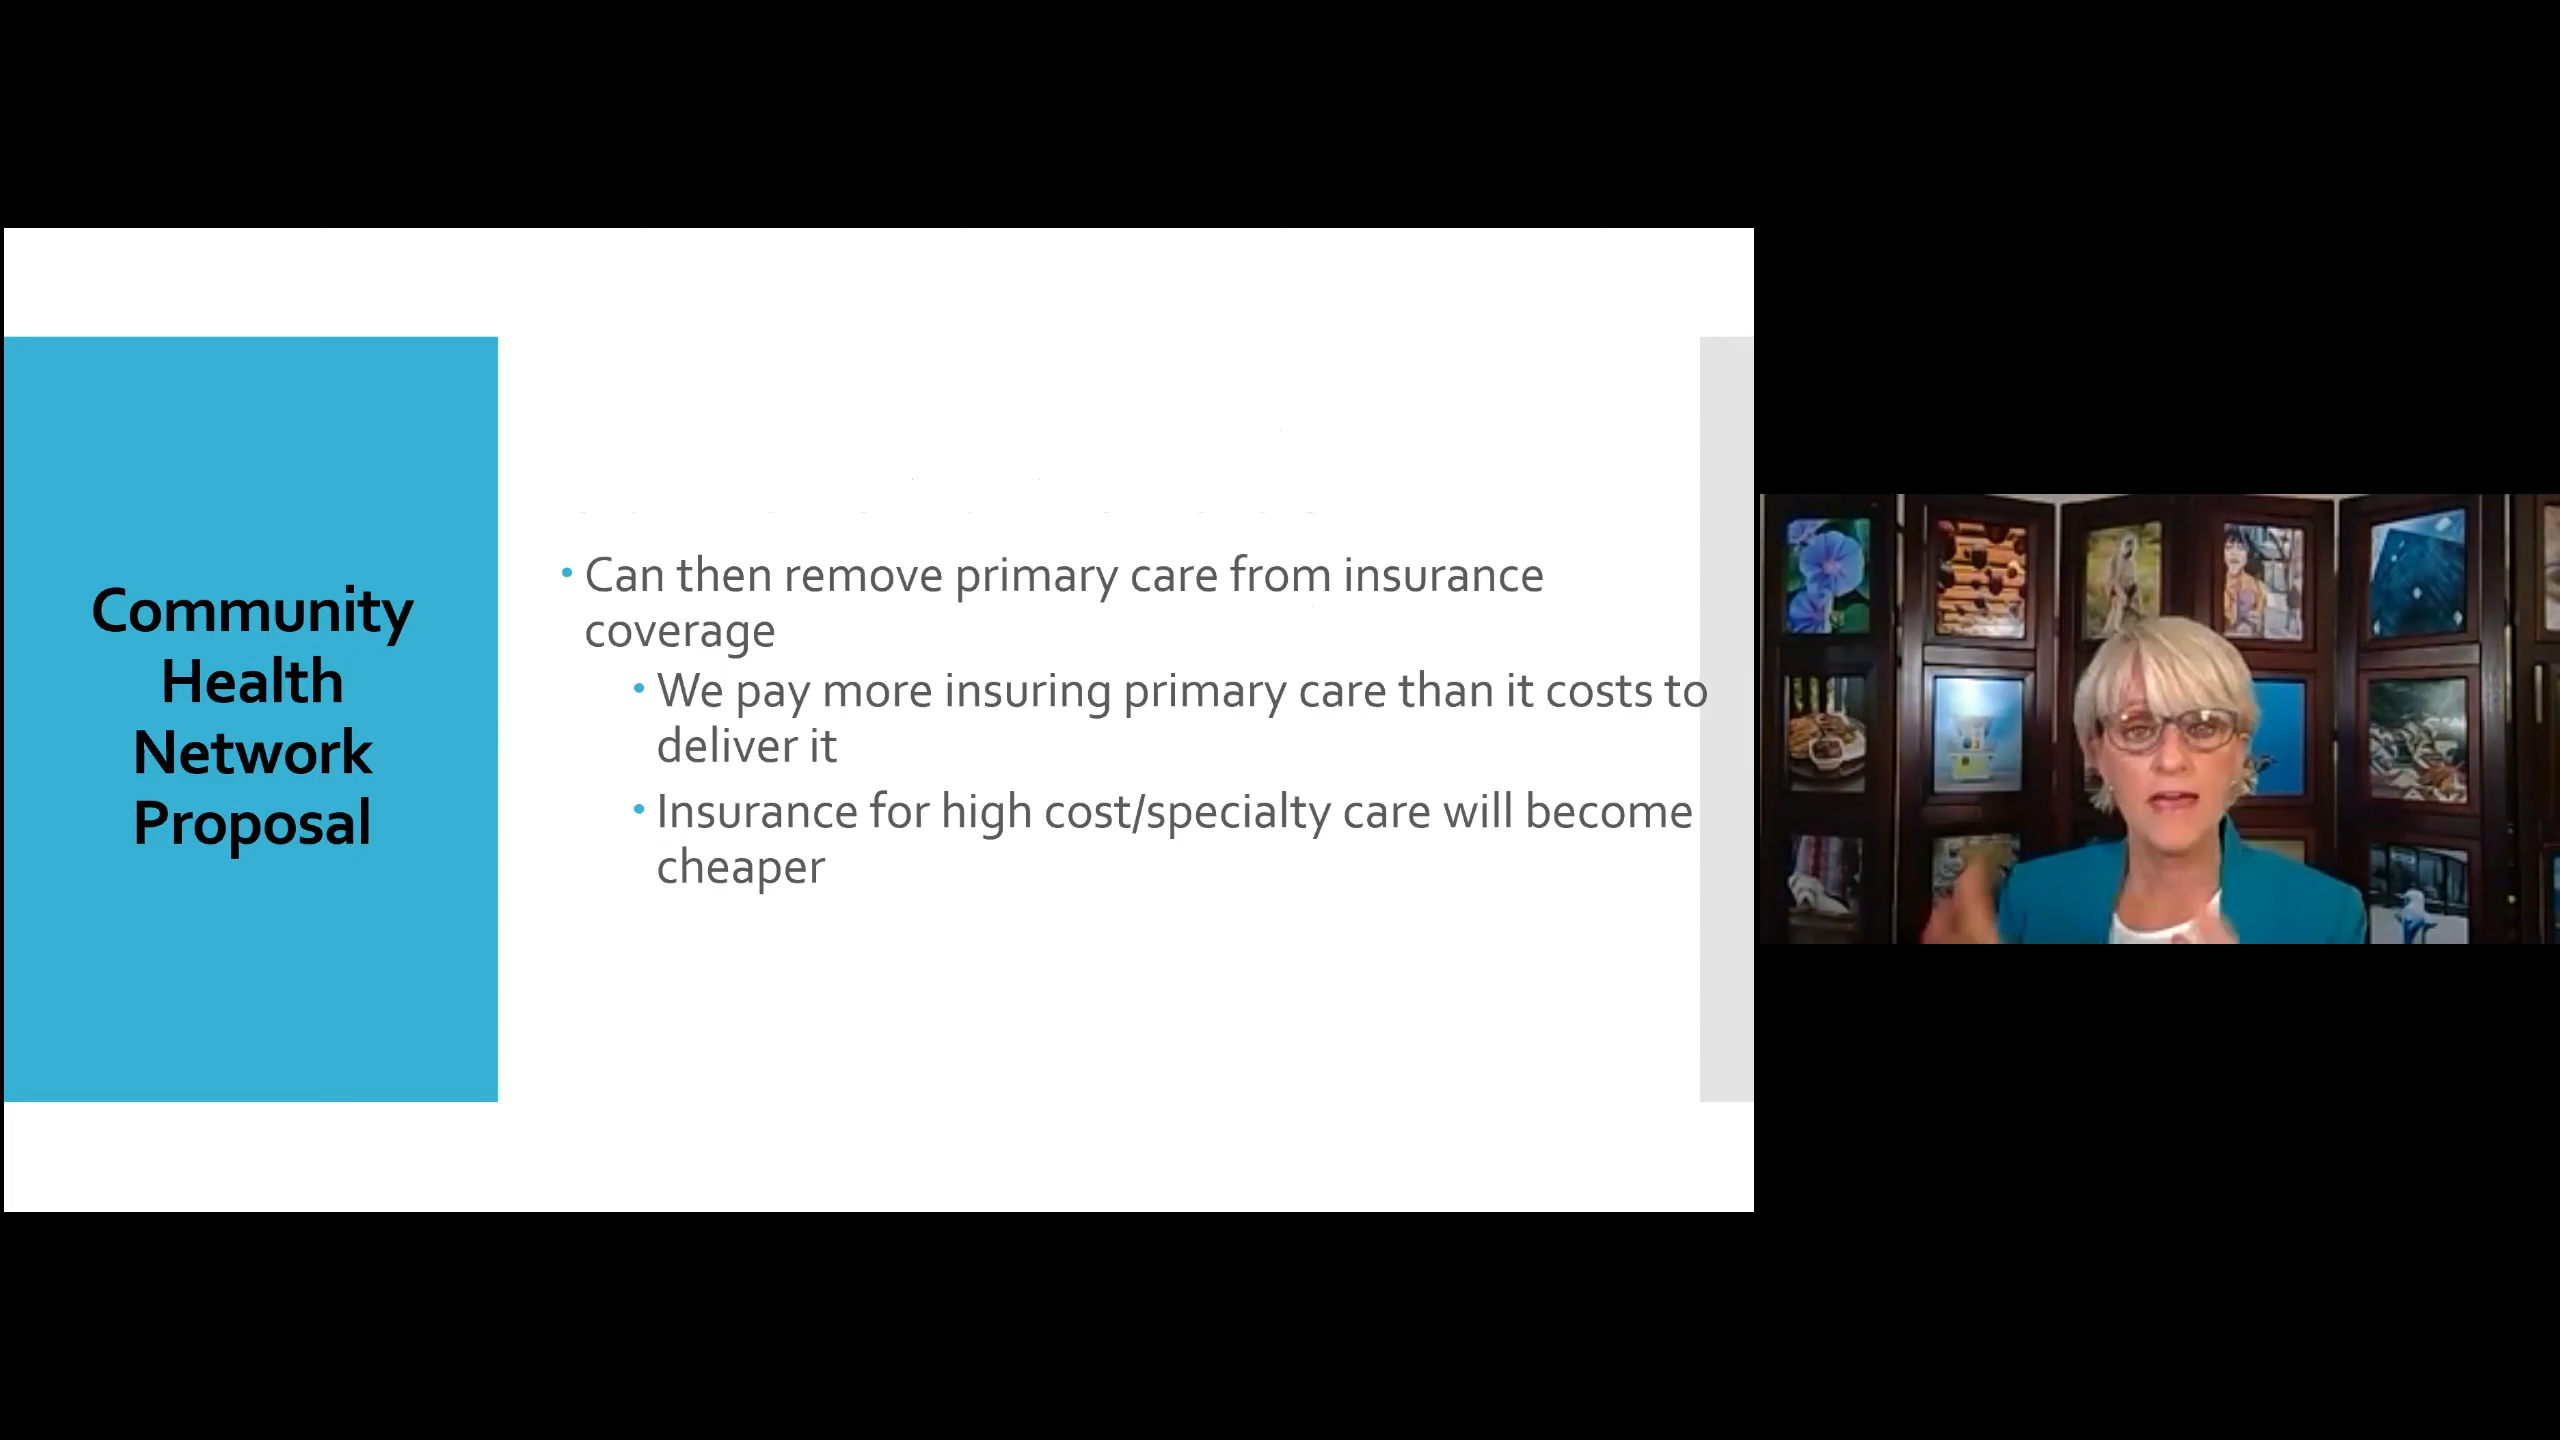 Community
Health
Network
Proposal
• Can then remove primary care from insurance
coverage
• We pay more insuring primary care than it costs to
deliver it
• Insurance for high cost/specialty care will become
cheaper